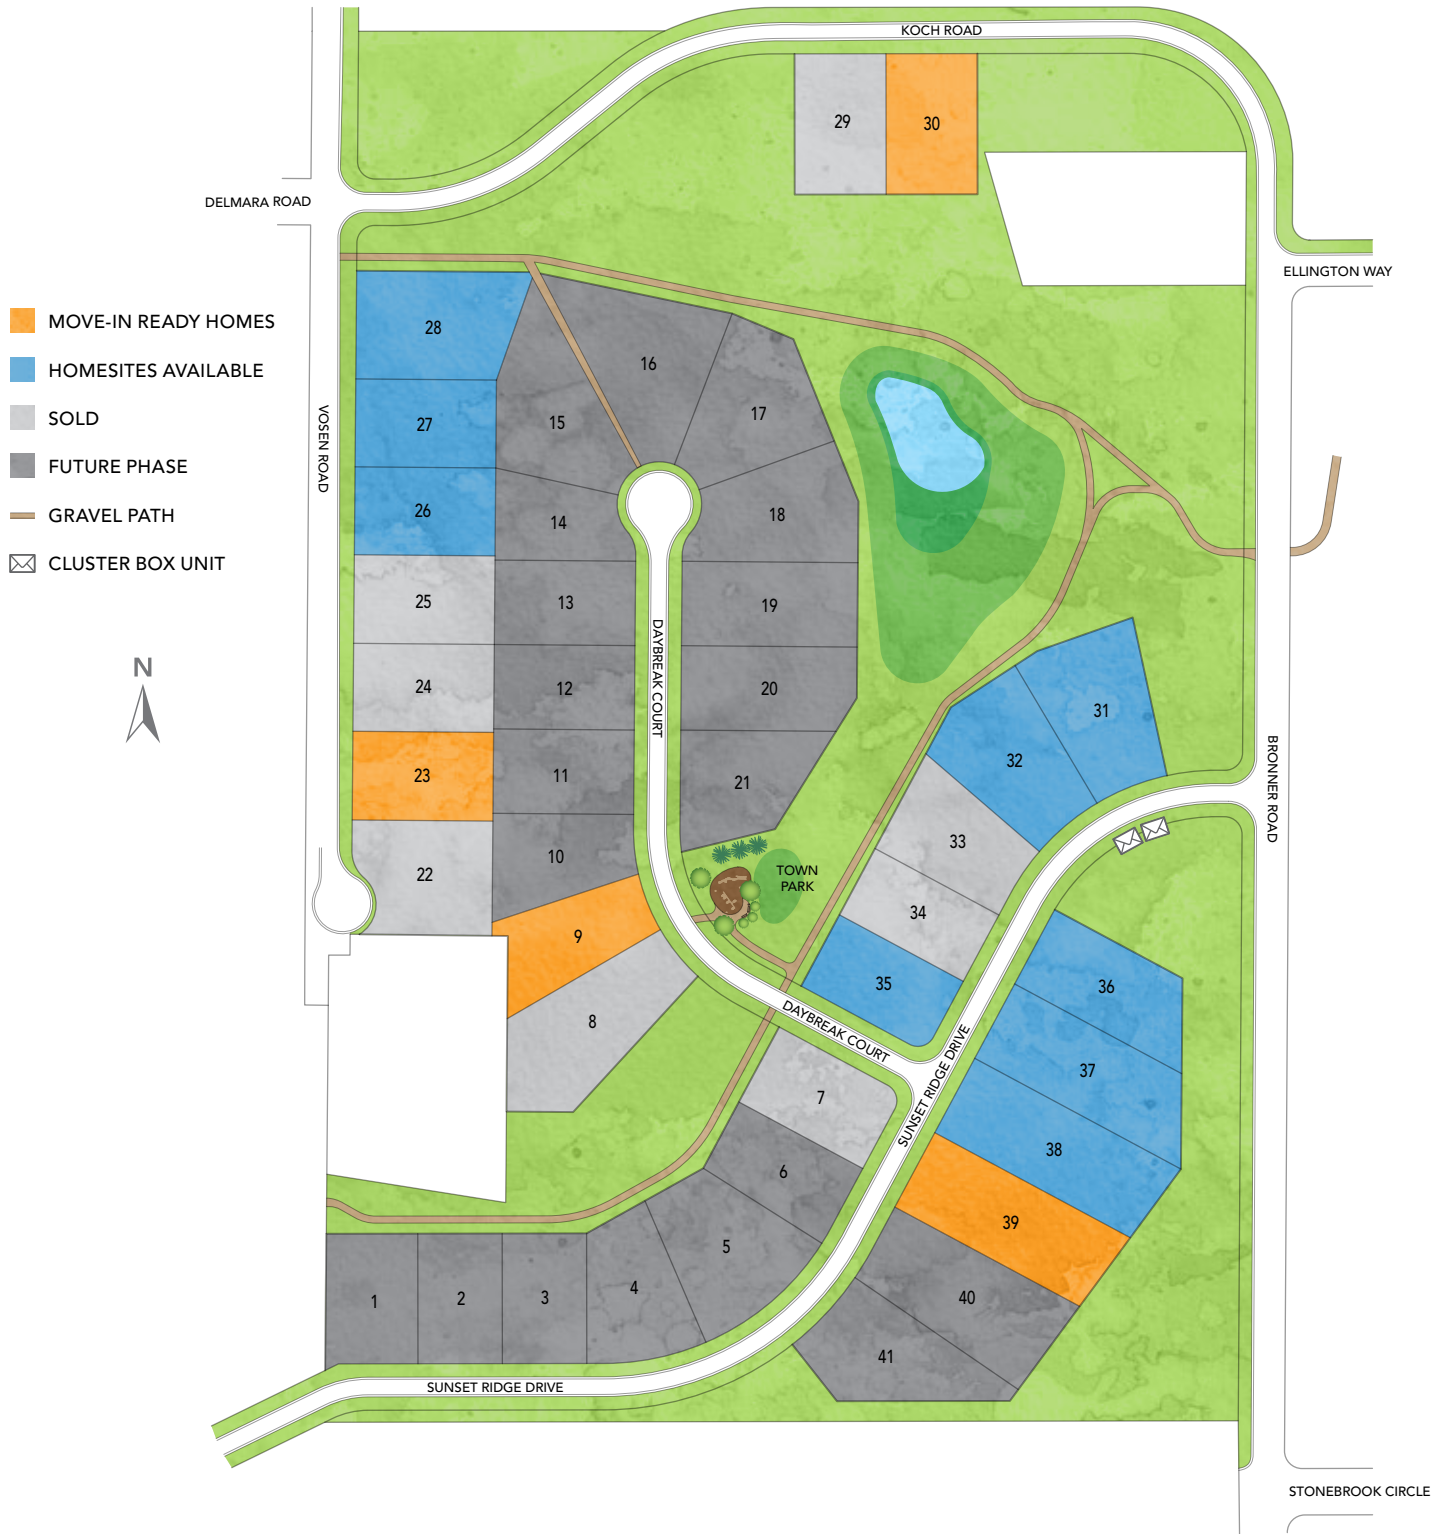 KOCH ROAD
29
30
DELMARA ROAD
ELLINGTON WAY
MOVE-IN READY HOMES
HOMESITES AVAILABLE
SOLD
FUTURE PHASE
GRAVEL PATH
CLUSTER BOX UNIT
N
VOSEN ROAD
28
27
26
25
24
23
22
16
15
17
14
18
13
19
12
20
11
21
10
9
8
DAYBREAK COURT
TOWN
PARK
31
32
33
34
35
BRONNER ROAD
36
37
38
39
40
41
DAYBREAK COURT
SUNSET RIDGE DRIVE
7
6
5
4
3
2
1
SUNSET RIDGE DRIVE
STONEBROOK CIRCLE